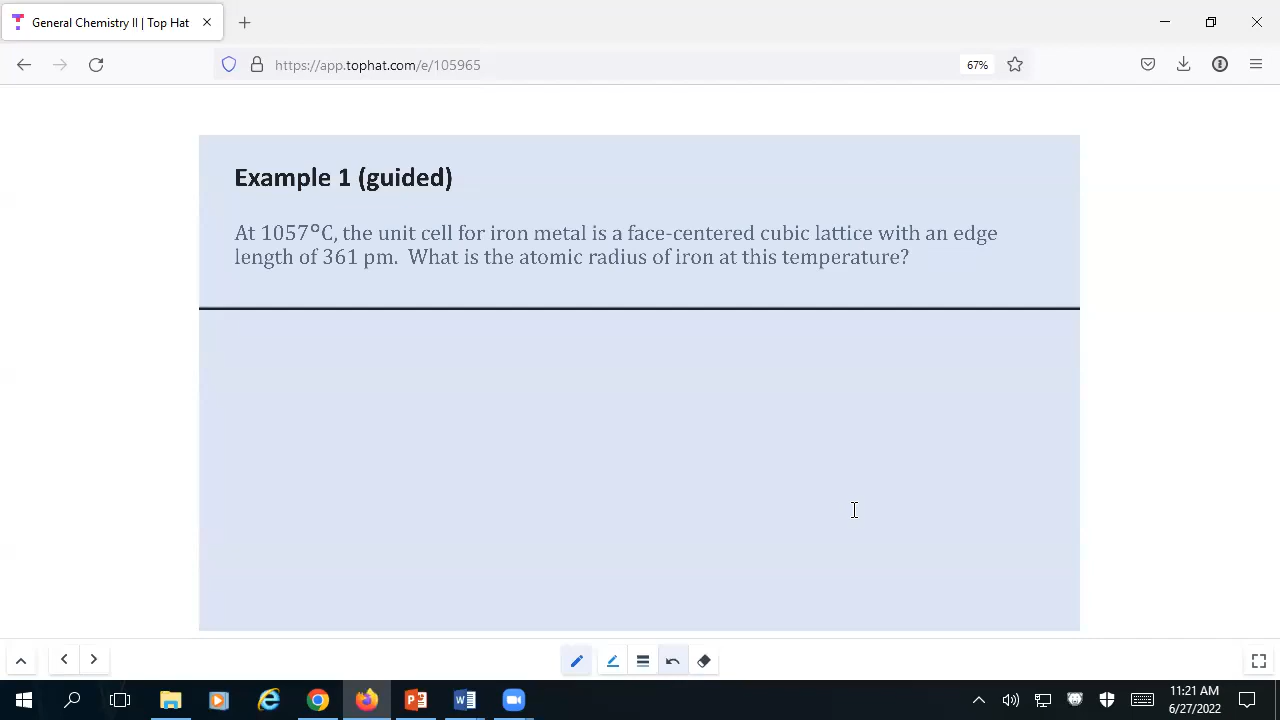 General Chemistry II | Top Hat
https://app.tophat.com/e/105965
67%
Example 1 (guided)
At 1057°C, the unit cell for iron metal is a face-centered cubic lattice with an edge
length of 361 pm.  What is the atomic radius of iron at this temperature?
11:21 AM
6/27/2022